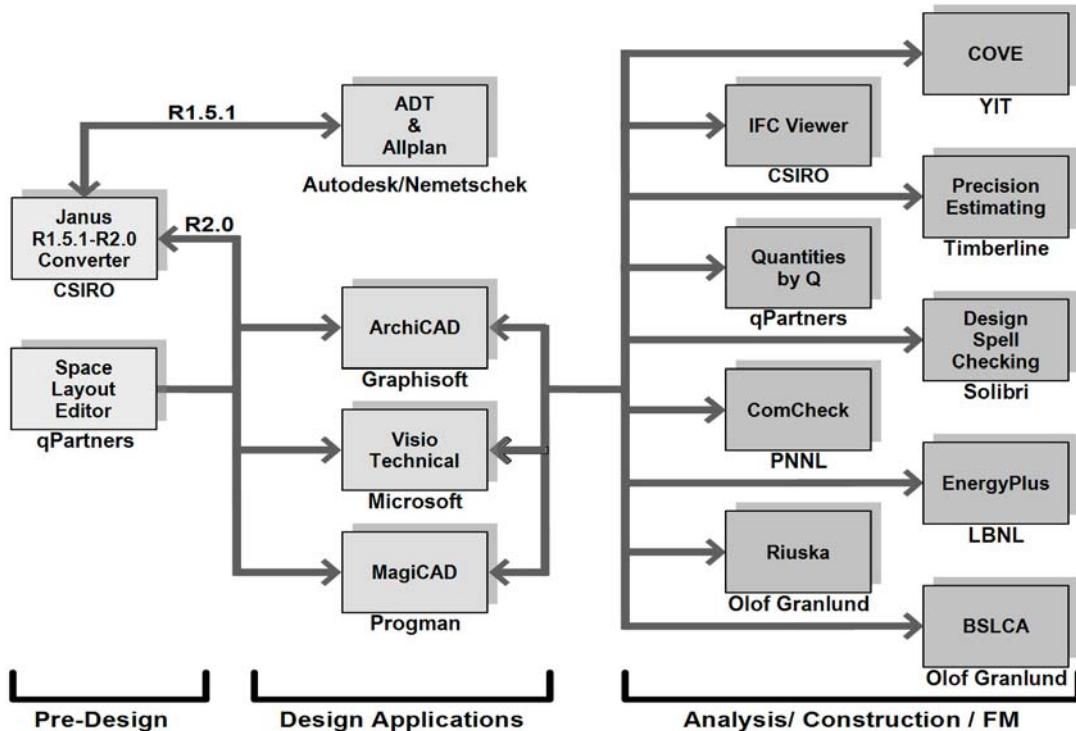 R1.5.1
ADT
&
Allplan
Autodesk/Nemetschek
Janus
R1.5.1-R2.0
Converter
CSIRO
R2.0
Space
Layout
Editor
qPartners
ArchiCAD
Graphisoft
Visio
Technical
Microsoft
MagiCAD
Progman
COVE
YIT
IFC Viewer
CSIRO
Precision
Estimating
Timberline
Quantities
by Q
qPartners
Design
Spell
Checking
Solibri
ComCheck
PNNL
EnergyPlus
LBNL
Riuska
Olof Granlund
BSLCA
Olof Granlund
Pre-Design
Design Applications
Analysis/ Construction / FM